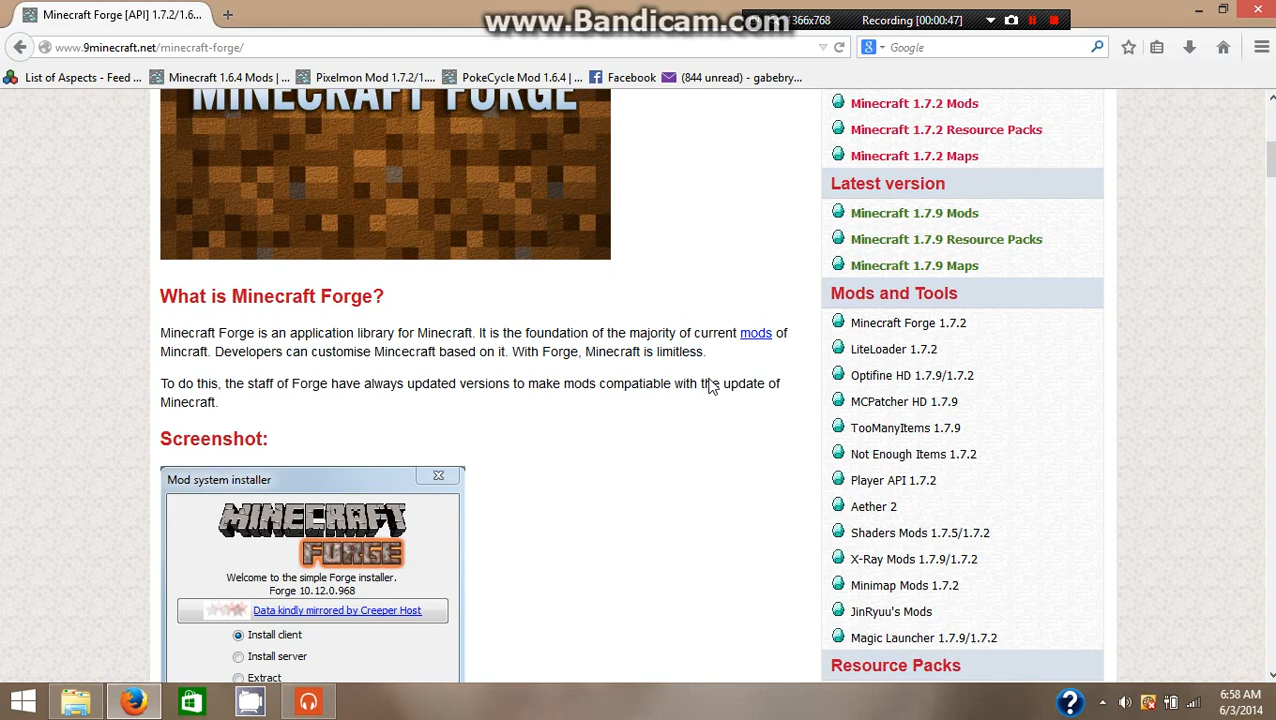 Minecraft Forge [API] 1.7.2/1.6...
www.Bandicam.com
Recording [00:00:47]
www.9minecraft.net/minecraft-forge/
Google
List of Aspects - Feed ...
Minecraft 1.6.4 Mods | ...
Pixelmon Mod 1.7.2/1....
PokeCycle Mod 1.6.4 | ...
Facebook
(844 unread) - gabebry...
MINECRAFT FORGE
What is Minecraft Forge?
Minecraft Forge is an application library for Minecraft. It is the foundation of the majority of current mods of
Mincraft. Developers can customise Mincecraft based on it. With Forge, Minecraft is limitless.
To do this, the staff of Forge have always updated versions to make mods compatiable with the update of
Minecraft.
Screenshot:
Mod system installer
MINECRAFT
FORGE
Welcome to the simple Forge installer.
Forge 10.12.0.968
Data kindly mirrored by Creeper Host
Install client
Install server
Extract
Minecraft 1.7.2 Mods
Minecraft 1.7.2 Resource Packs
Minecraft 1.7.2 Maps
Latest version
Minecraft 1.7.9 Mods
Minecraft 1.7.9 Resource Packs
Minecraft 1.7.9 Maps
Mods and Tools
Minecraft Forge 1.7.2
LiteLoader 1.7.2
Optifine HD 1.7.9/1.7.2
MCPatcher HD 1.7.9
TooManyItems 1.7.9
Not Enough Items 1.7.2
Player API 1.7.2
Aether 2
Shaders Mods 1.7.5/1.7.2
X-Ray Mods 1.7.9/1.7.2
Minimap Mods 1.7.2
JinRyuu's Mods
Magic Launcher 1.7.9/1.7.2
Resource Packs
6:58 AM
6/3/2014